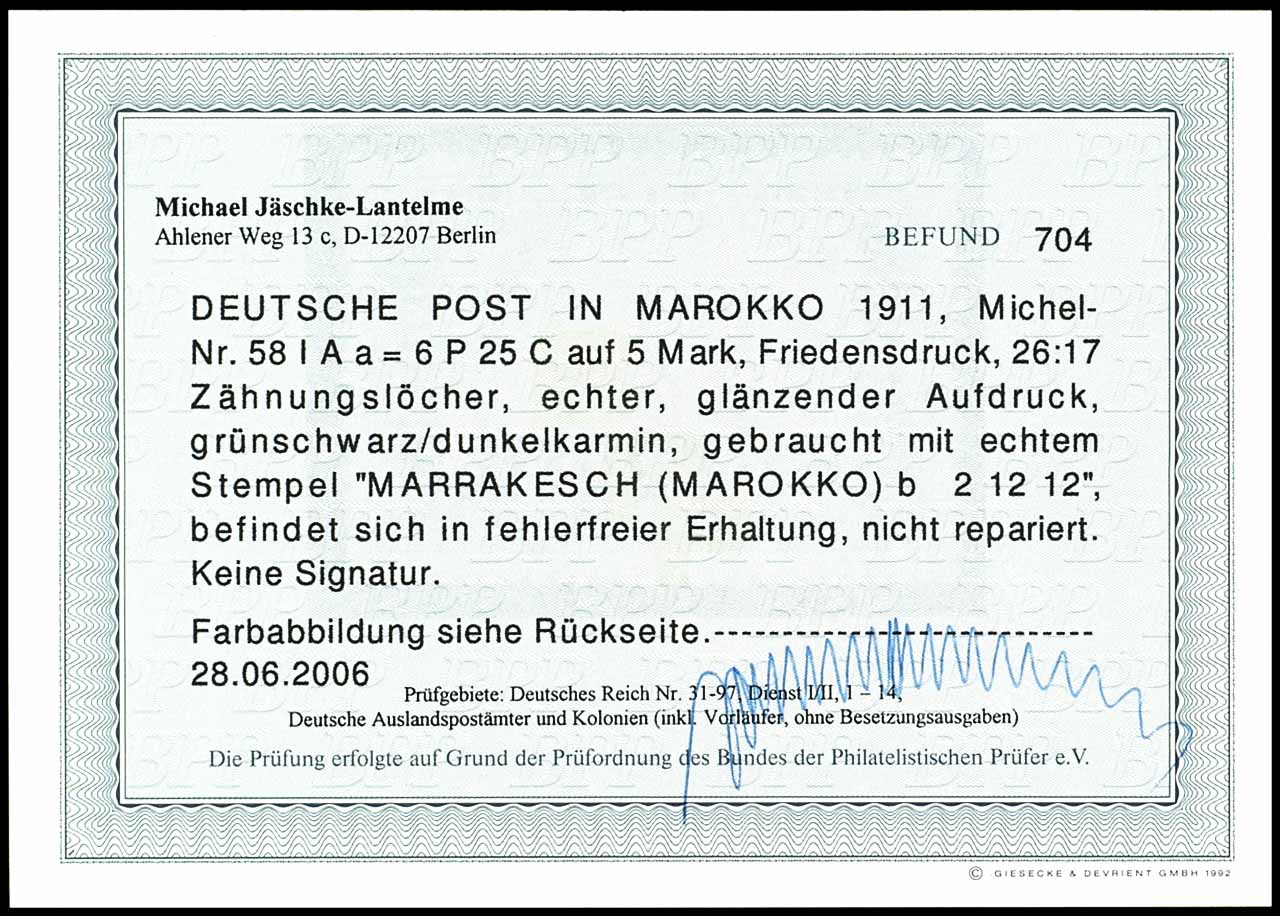 Michael Jäschke-Lantelme
Ahlener Weg 13 c, D-12207 Berlin
BEFUND 704
DEUTSCHE POST IN MAROKKO 1911, Michel-
Nr. 58 I A a = 6 P 25 C auf 5 Mark, Friedensdruck, 26:17
Zähnungslöcher, echter, glänzender Aufdruck,
grünschwarz/dunkelkarmin, gebraucht mit echtem
Stempel "MARRAKESCH (MAROKKO) b 2 12 12",
befindet sich in fehlerfreier Erhaltung, nicht repariert.
Keine Signatur.
Farbabbildung siehe Rückseite.----------------------------
28.06.2006
Prüfgebiete: Deutsches Reich Nr. 31-97, Dienst I/II, 1 – 14,
Deutsche Auslandspostämter und Kolonien (inkl. Vorläufer, ohne Besetzungsausgaben)
Die Prüfung erfolgte auf Grund der Prüfordnung des Bundes der Philatelistischen Prüfer e.V.
© GIESECKE & DEVRIENT GMBH 1992